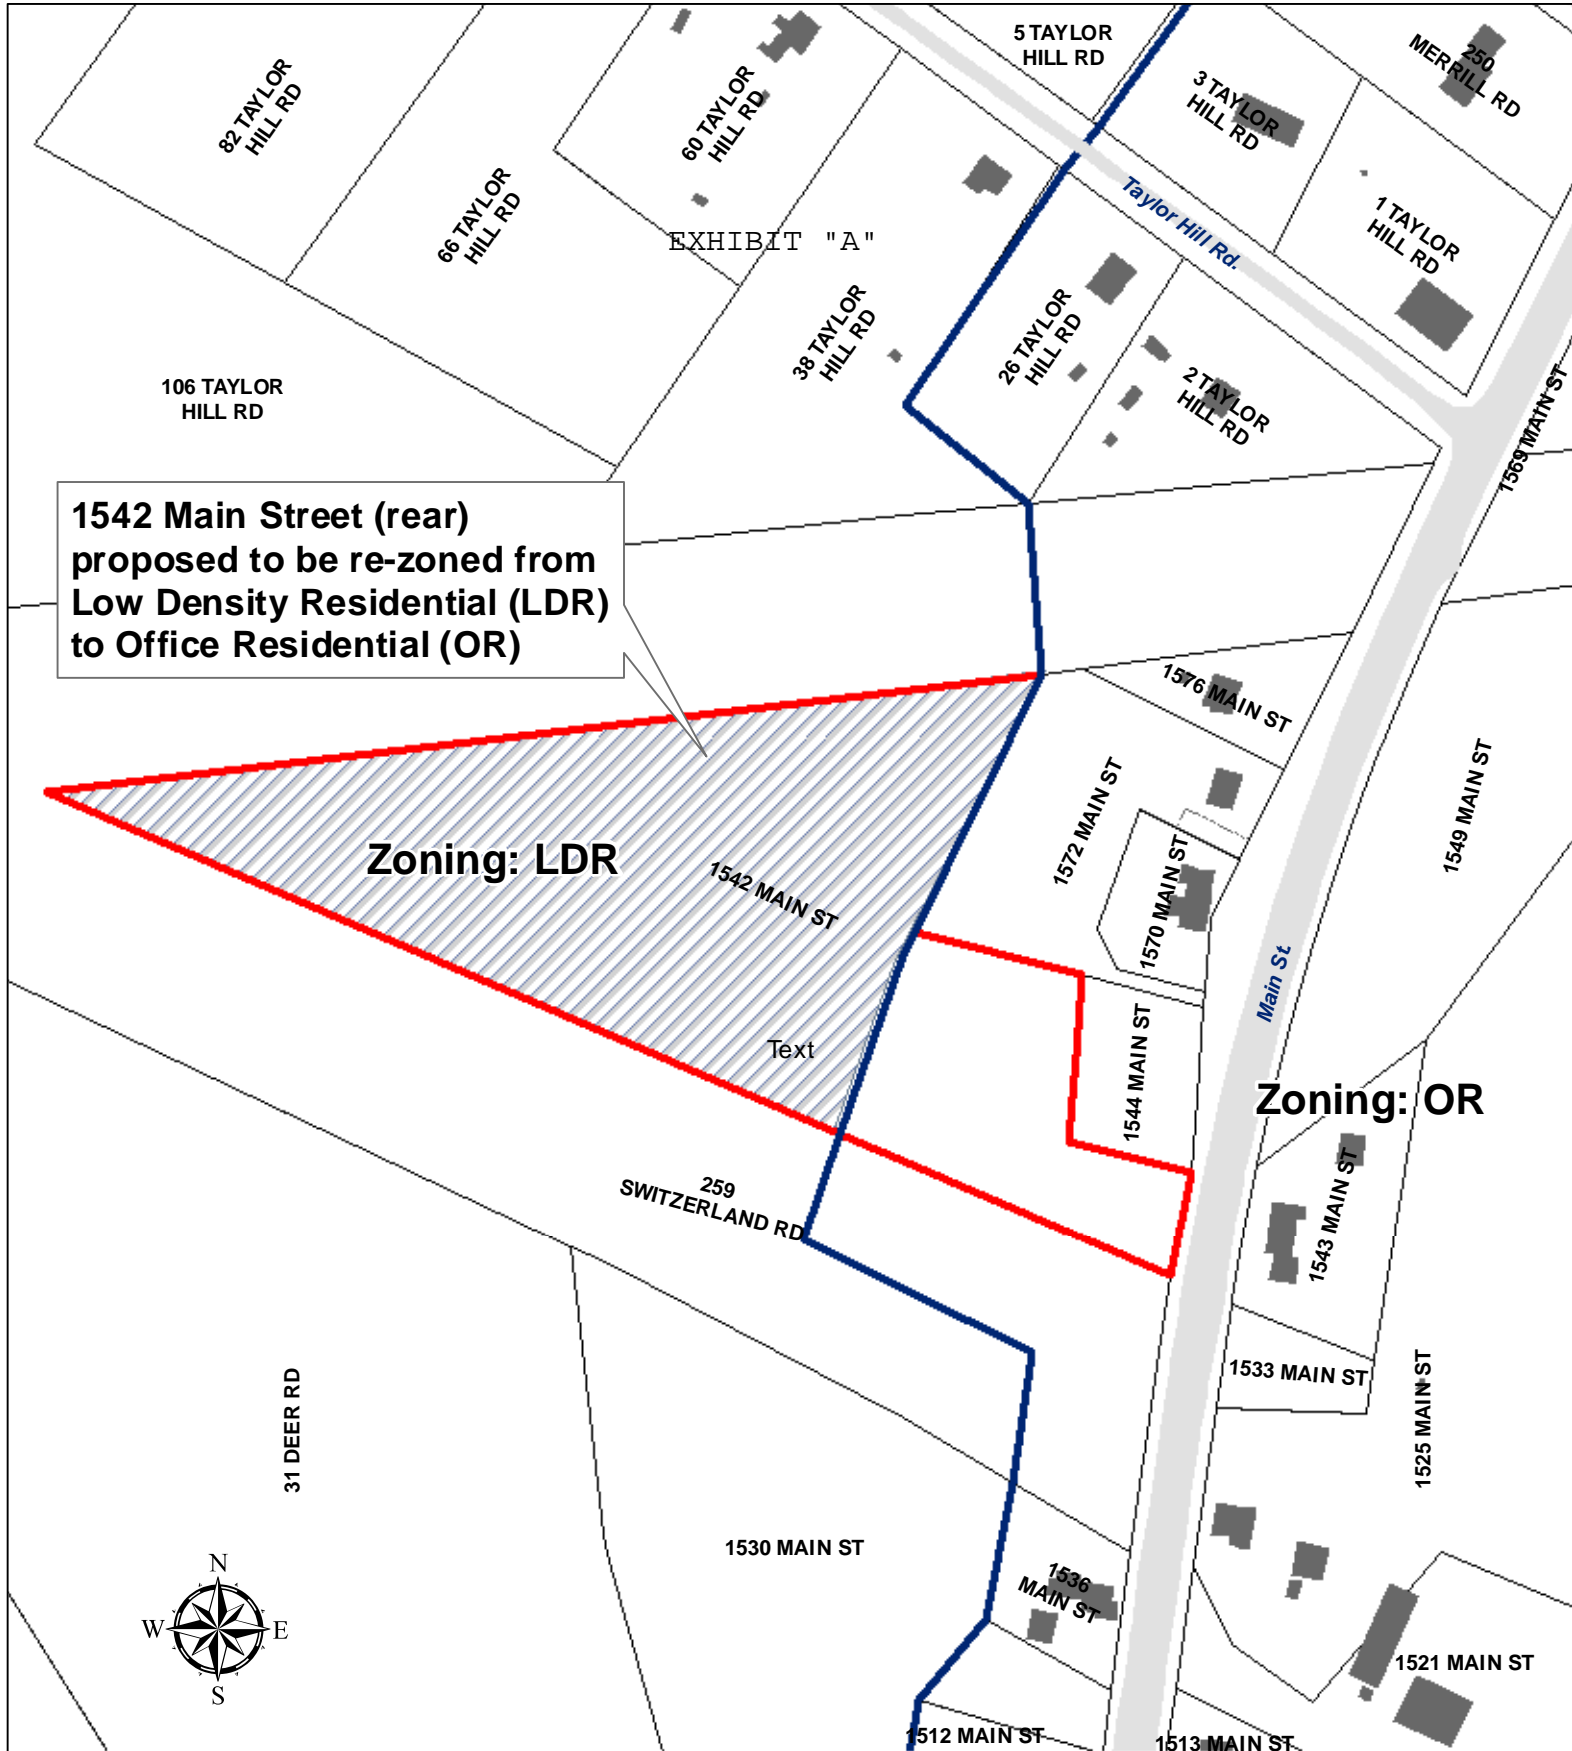 5 TAYLOR
HILL RD
250
MERRILL RD
3 TAYLOR
HILL RD
82 TAYLOR
HILL RD
60 TAYLOR
HILL RD
66 TAYLOR
HILL RD
Taylor Hill Rd.
1 TAYLOR
HILL RD
EXHIBIT "A"
38 TAYLOR
HILL RD
26 TAYLOR
HILL RD
2 TAYLOR
HILL RD
106 TAYLOR
HILL RD
1569 MAIN ST
1542 Main Street (rear)
proposed to be re-zoned from
Low Density Residential (LDR)
to Office Residential (OR)
1576 MAIN ST
1572 MAIN ST
1549 MAIN ST
Zoning: LDR
1542 MAIN ST
1570 MAIN ST
Main St.
Text
1544 MAIN ST
Zoning: OR
259
SWITZERLAND RD
1543 MAIN ST
1533 MAIN ST
31 DEER RD
1525 MAIN ST
1530 MAIN ST
1536
MAIN ST
N
W
E
S
1521 MAIN ST
1512 MAIN ST
1513 MAIN ST